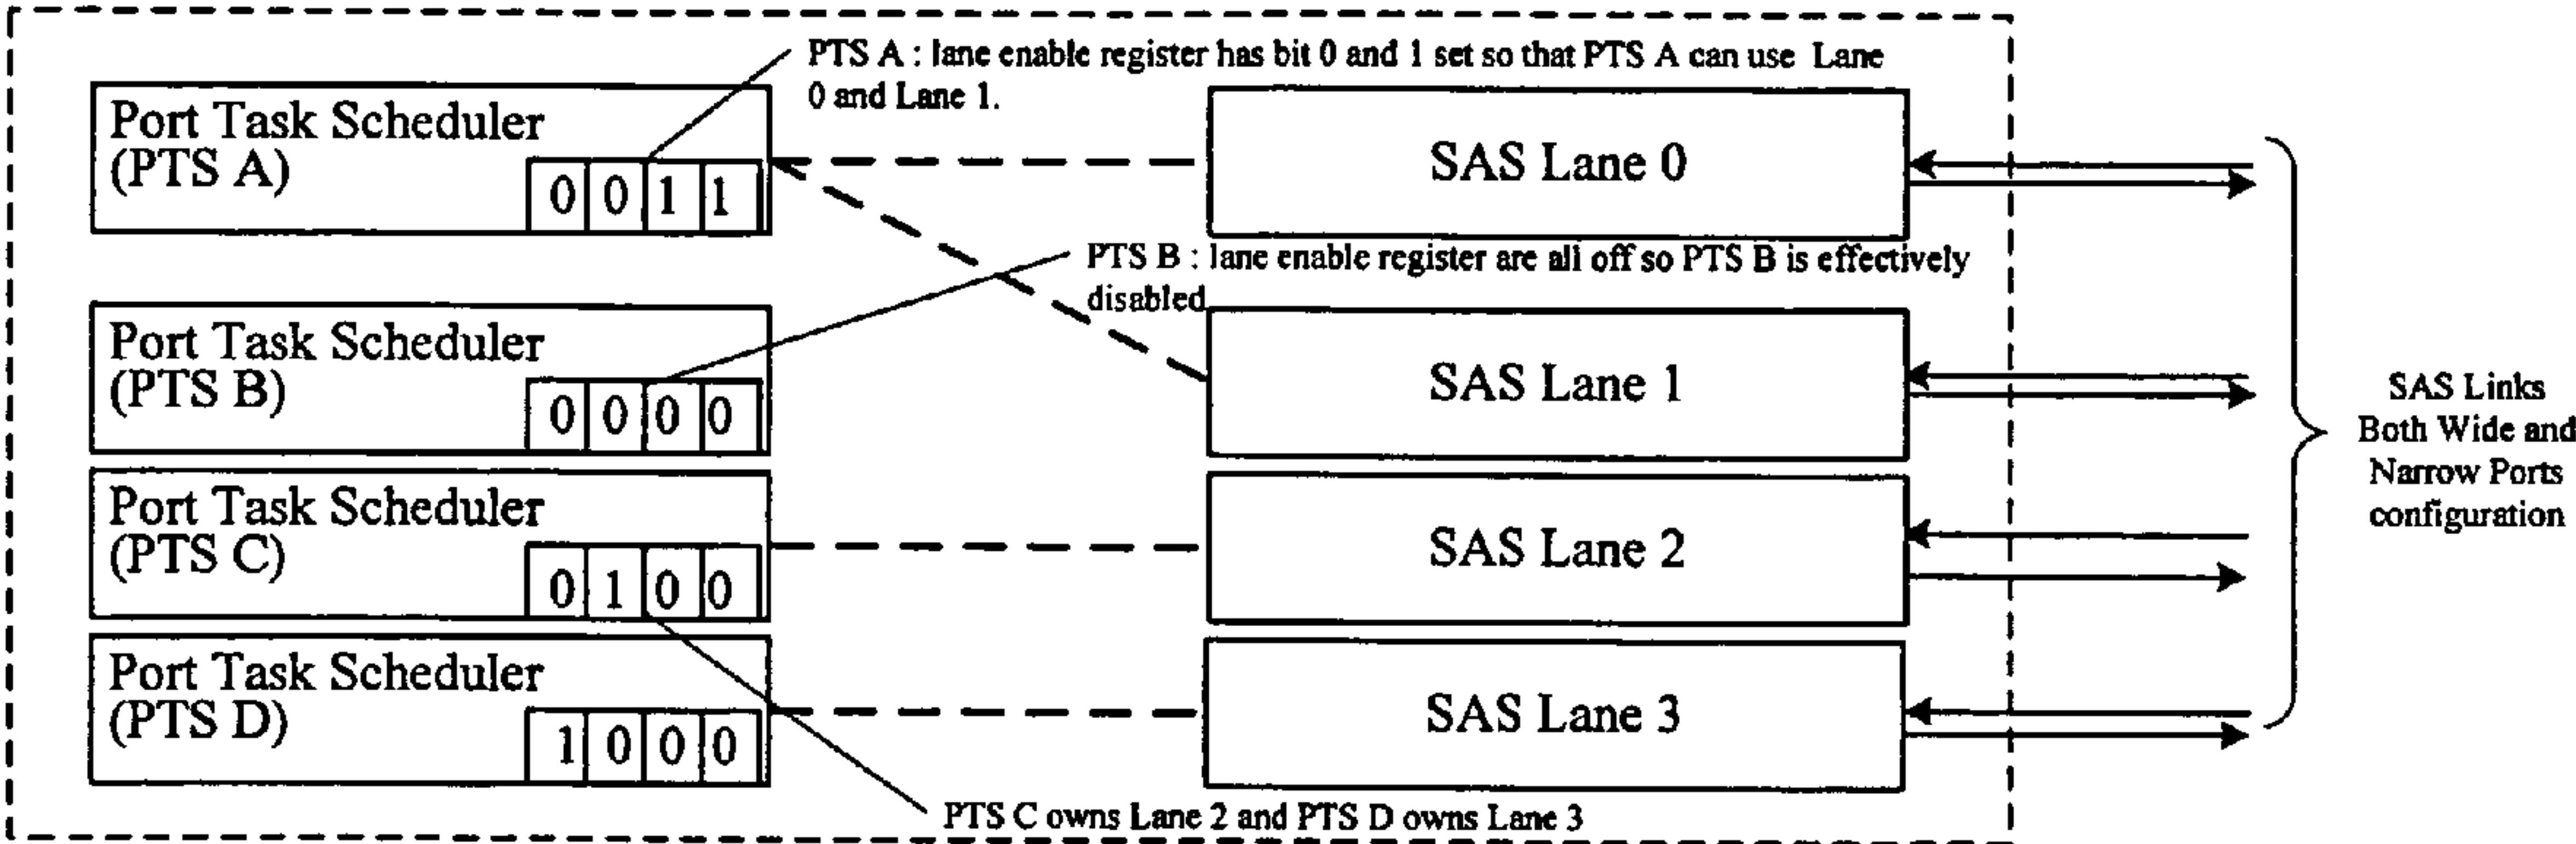 PTS A : lane enable register has bit 0 and 1 set so that PTS A can use Lane
0 and Lane 1.
Port Task Scheduler
(PTS A)
0 0 1 1
SAS Lane 0
PTS B : lane enable register are all off so PTS B is effectively
disabled
Port Task Scheduler
(PTS B)
0 0 0 0
SAS Lane 1
Port Task Scheduler
(PTS C)
0 1 0 0
SAS Lane 2
Port Task Scheduler
(PTS D)
1 0 0 0
SAS Lane 3
PTS C owns Lane 2 and PTS D owns Lane 3
SAS Links
Both Wide and
Narrow Ports
configuration